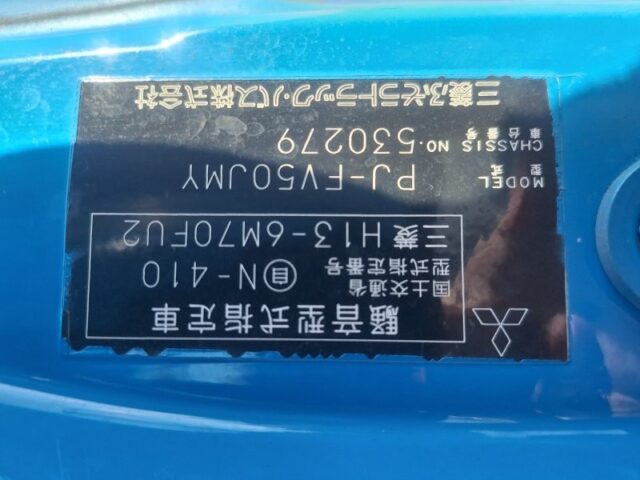 騒音型式指定車
国土交通省
型式指定番号 自N-410
三菱 H13-6M70FU2
MODEL 型式 PJ-FV50JMY
CHASSIS NO. 車台番号 530279
三菱ふそうトラック・バス株式会社